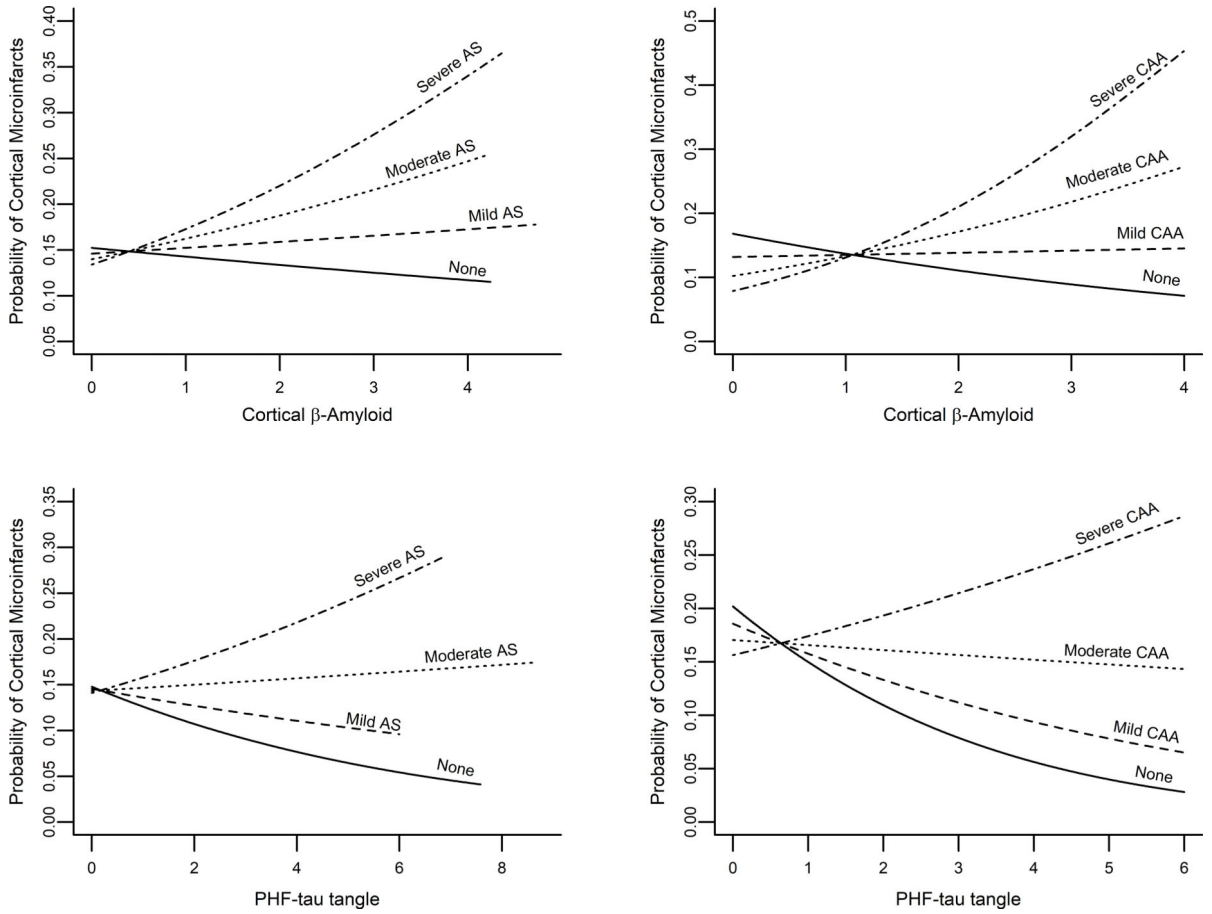 Probability of Cortical Microinfarcts
0.40
0.35
0.30
0.25
0.20
0.15
0.10
0.05
Severe AS
Moderate AS
Mild AS
None
0 1 2 3 4
Cortical β-Amyloid
Probability of Cortical Microinfarcts
0.5
0.4
0.3
0.2
0.1
0.0
Severe CAA
Moderate CAA
Mild CAA
None
0 1 2 3 4
Cortical β-Amyloid
Probability of Cortical Microinfarcts
0.35
0.30
0.25
0.20
0.15
0.10
0.05
0.00
Severe AS
Moderate AS
Mild AS
None
0 2 4 6 8
PHF-tau tangle
Probability of Cortical Microinfarcts
0.30
0.25
0.20
0.15
0.10
0.05
0.00
Severe CAA
Moderate CAA
Mild CAA
None
0 1 2 3 4 5 6
PHF-tau tangle